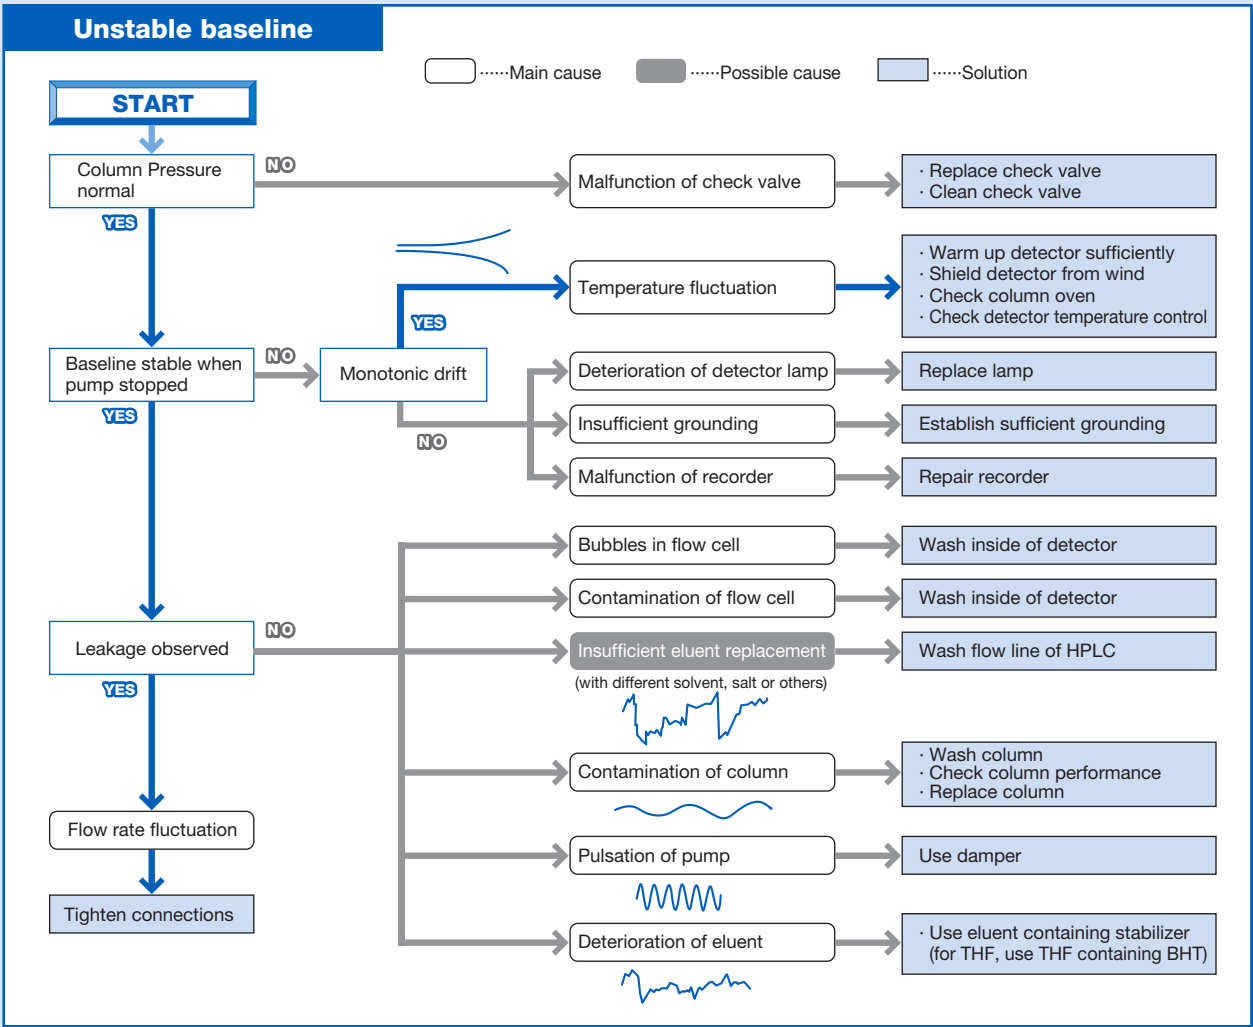 Unstable baseline
······Main cause
······Possible cause
······Solution
START
Column Pressure
normal
NO
Malfunction of check valve
· Replace check valve
· Clean check valve
YES
Temperature fluctuation
· Warm up detector sufficiently
· Shield detector from wind
· Check column oven
· Check detector temperature control
YES
Baseline stable when
pump stopped
NO
Monotonic drift
Deterioration of detector lamp
Replace lamp
YES
NO
Insufficient grounding
Establish sufficient grounding
Malfunction of recorder
Repair recorder
Bubbles in flow cell
Wash inside of detector
Contamination of flow cell
Wash inside of detector
Leakage observed
NO
Insufficient eluent replacement
(with different solvent, salt or others)
Wash flow line of HPLC
YES
Contamination of column
· Wash column
· Check column performance
· Replace column
Flow rate fluctuation
Pulsation of pump
Use damper
Tighten connections
Deterioration of eluent
· Use eluent containing stabilizer
(for THF, use THF containing BHT)